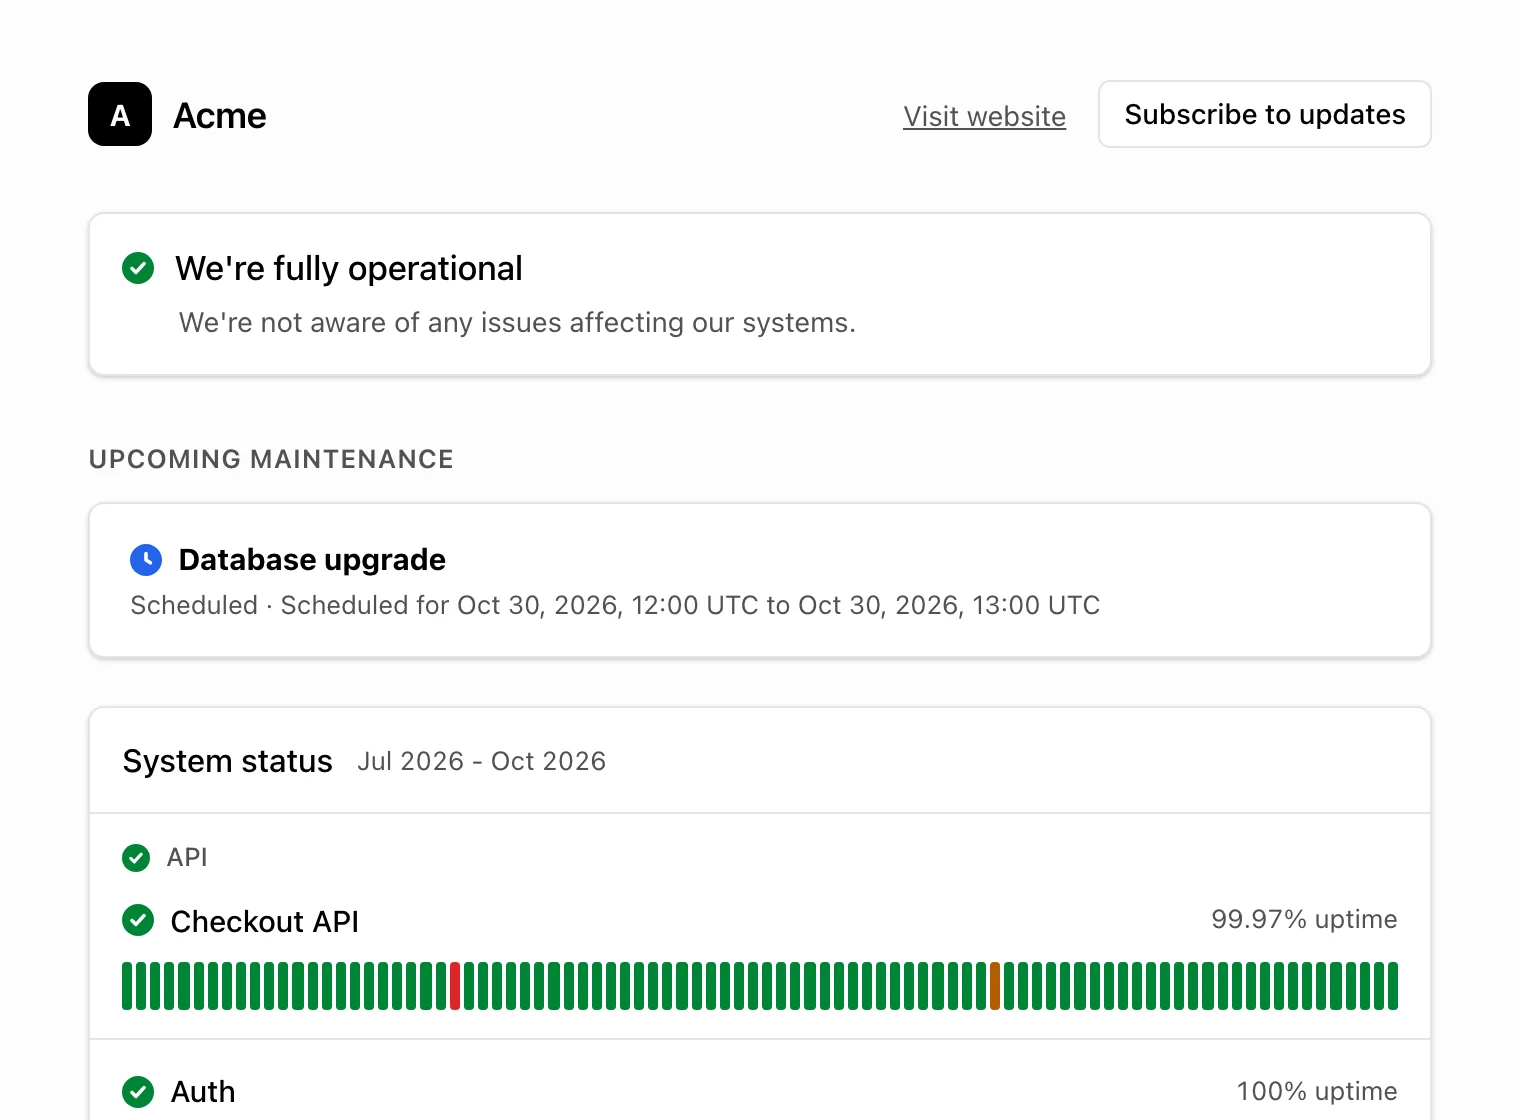 A
Acme
Visit website
Subscribe to updates
We're fully operational
We're not aware of any issues affecting our systems.
UPCOMING MAINTENANCE
Database upgrade
Scheduled · Scheduled for Oct 30, 2026, 12:00 UTC to Oct 30, 2026, 13:00 UTC
System status Jul 2026 - Oct 2026
API
Checkout API 99.97% uptime
Auth 100% uptime